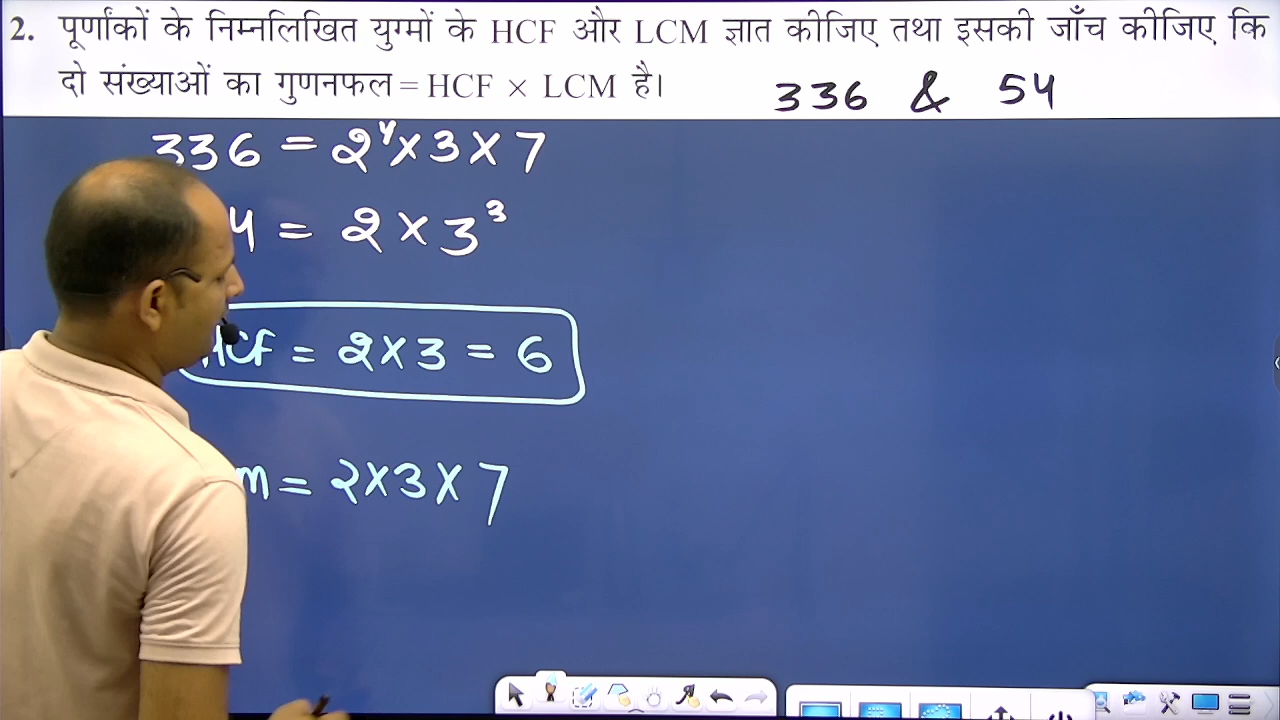 2. पूर्णांकों के निम्नलिखित युग्मों के HCF और LCM ज्ञात कीजिए तथा इसकी जाँच कीजिए कि
दो संख्याओं का गुणनफल = HCF × LCM है। 336 & 54
336 = 2⁴×3×7
4 = 2×3³
HCF = 2×3 = 6
m = 2×3×7